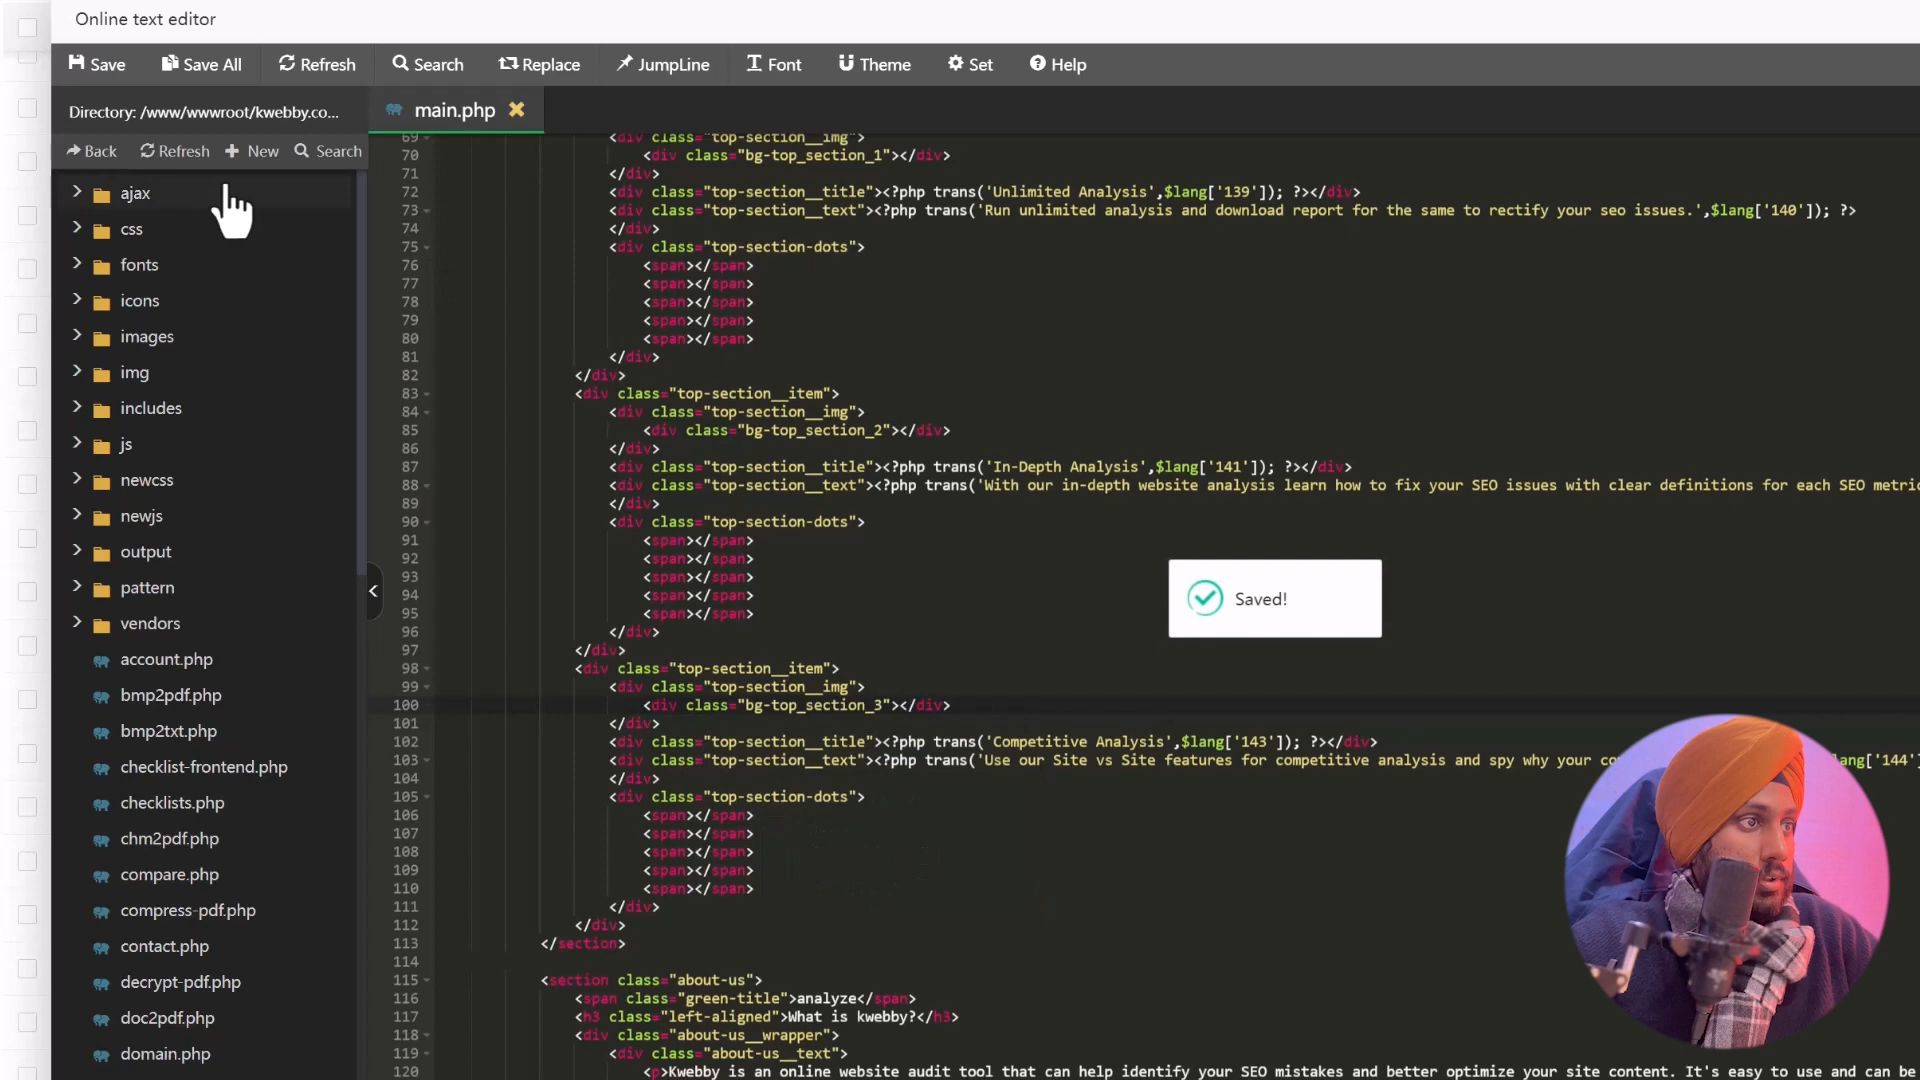 Online text editor
Save Save All Refresh Search Replace JumpLine Font Theme Set Help
Directory: /www/wwwroot/kwebby.co...
main.php
Back Refresh New Search
ajax
css
fonts
icons
images
img
includes
js
newcss
newjs
output
pattern
vendors
account.php
bmp2pdf.php
bmp2txt.php
checklist-frontend.php
checklists.php
chm2pdf.php
compare.php
compress-pdf.php
contact.php
decrypt-pdf.php
doc2pdf.php
domain.php
69 <div class="top-section__img">
70 <div class="bg-top_section_1"></div>
71 </div>
72 <div class="top-section__title"><?php trans('Unlimited Analysis',$lang['139']); ?></div>
73 <div class="top-section__text"><?php trans('Run unlimited analysis and download report for the same to rectify your seo issues.',$lang['140']); ?>
74 </div>
75 <div class="top-section-dots">
76 <span></span>
77 <span></span>
78 <span></span>
79 <span></span>
80 <span></span>
81 </div>
82 </div>
83 <div class="top-section__item">
84 <div class="top-section__img">
85 <div class="bg-top_section_2"></div>
86 </div>
87 <div class="top-section__title"><?php trans('In-Depth Analysis',$lang['141']); ?></div>
88 <div class="top-section__text"><?php trans('With our in-depth website analysis learn how to fix your SEO issues with clear definitions for each SEO metric
89 </div>
90 <div class="top-section-dots">
91 <span></span>
92 <span></span>
93 <span></span>
94 <span></span>
95 <span></span>
96 </div>
97 </div>
98 <div class="top-section__item">
99 <div class="top-section__img">
100 <div class="bg-top_section_3"></div>
101 </div>
102 <div class="top-section__title"><?php trans('Competitive Analysis',$lang['143']); ?></div>
103 <div class="top-section__text"><?php trans('Use our Site vs Site features for competitive analysis and spy why your co lang['144']
104 </div>
105 <div class="top-section-dots">
106 <span></span>
107 <span></span>
108 <span></span>
109 <span></span>
110 <span></span>
111 </div>
112 </div>
113 </section>
114
115 <section class="about-us">
116 <span class="green-title">analyze</span>
117 <h3 class="left-aligned">What is kwebby?</h3>
118 <div class="about-us__wrapper">
119 <div class="about-us__text">
120 <p>Kwebby is an online website audit tool that can help identify your SEO mistakes and better optimize your site content. It's easy to use and can be
Saved!